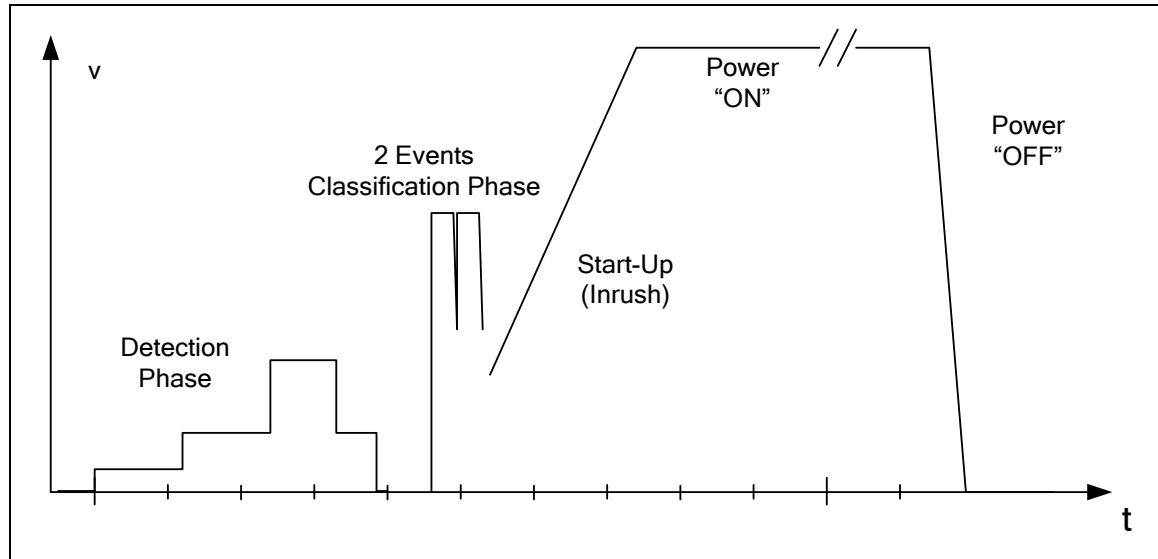 v
Power
“ON”
Power
“OFF”
2 Events
Classification Phase
Start-Up
(Inrush)
Detection
Phase
t